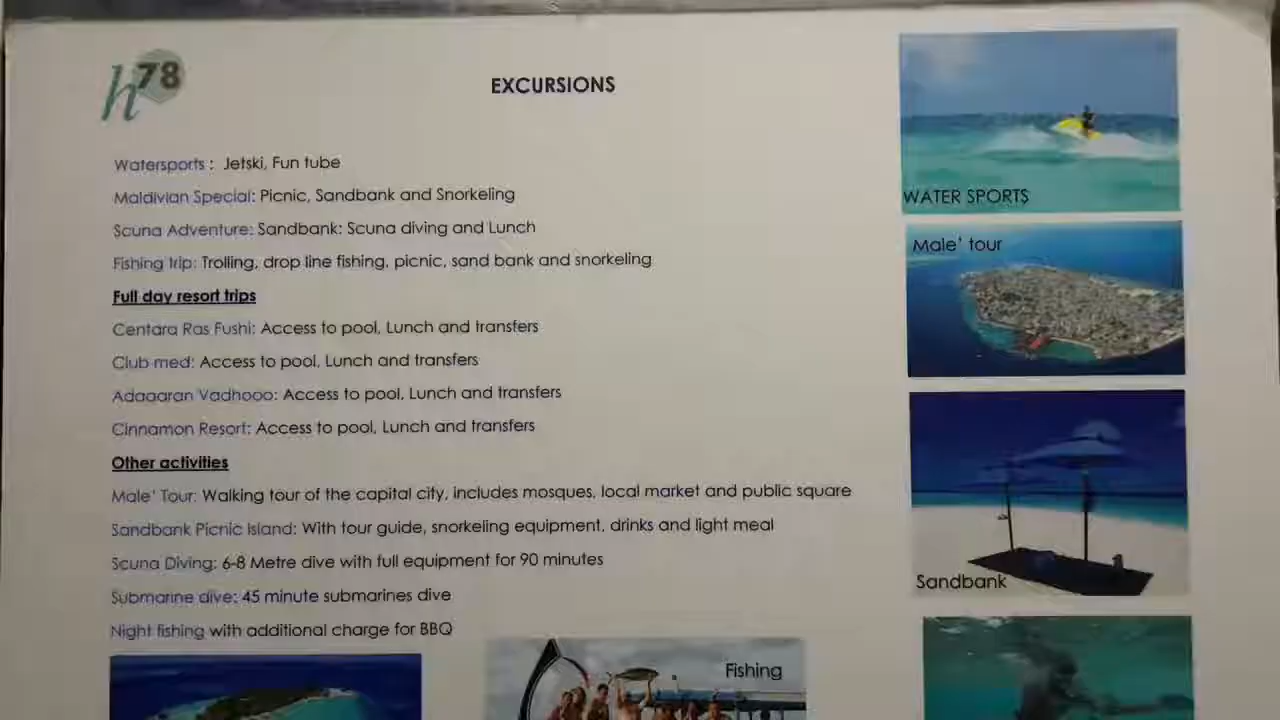 h78
EXCURSIONS
Watersports : Jetski, Fun tube
Maldivian Special: Picnic, Sandbank and Snorkeling
Scuna Adventure: Sandbank: Scuna diving and Lunch
Fishing trip: Trolling, drop line fishing, picnic, sand bank and snorkeling
Full day resort trips
Centara Ras Fushi: Access to pool, Lunch and transfers
Club med: Access to pool, Lunch and transfers
Adaaaran Vadhooo: Access to pool, Lunch and transfers
Cinnamon Resort: Access to pool, Lunch and transfers
Other activities
Male' Tour: Walking tour of the capital city, includes mosques, local market and public square
Sandbank Picnic Island: With tour guide, snorkeling equipment, drinks and light meal
Scuna Diving: 6-8 Metre dive with full equipment for 90 minutes
Submarine dive: 45 minute submarines dive
Night fishing with additional charge for BBQ
WATER SPORTS
Male' tour
Sandbank
Fishing